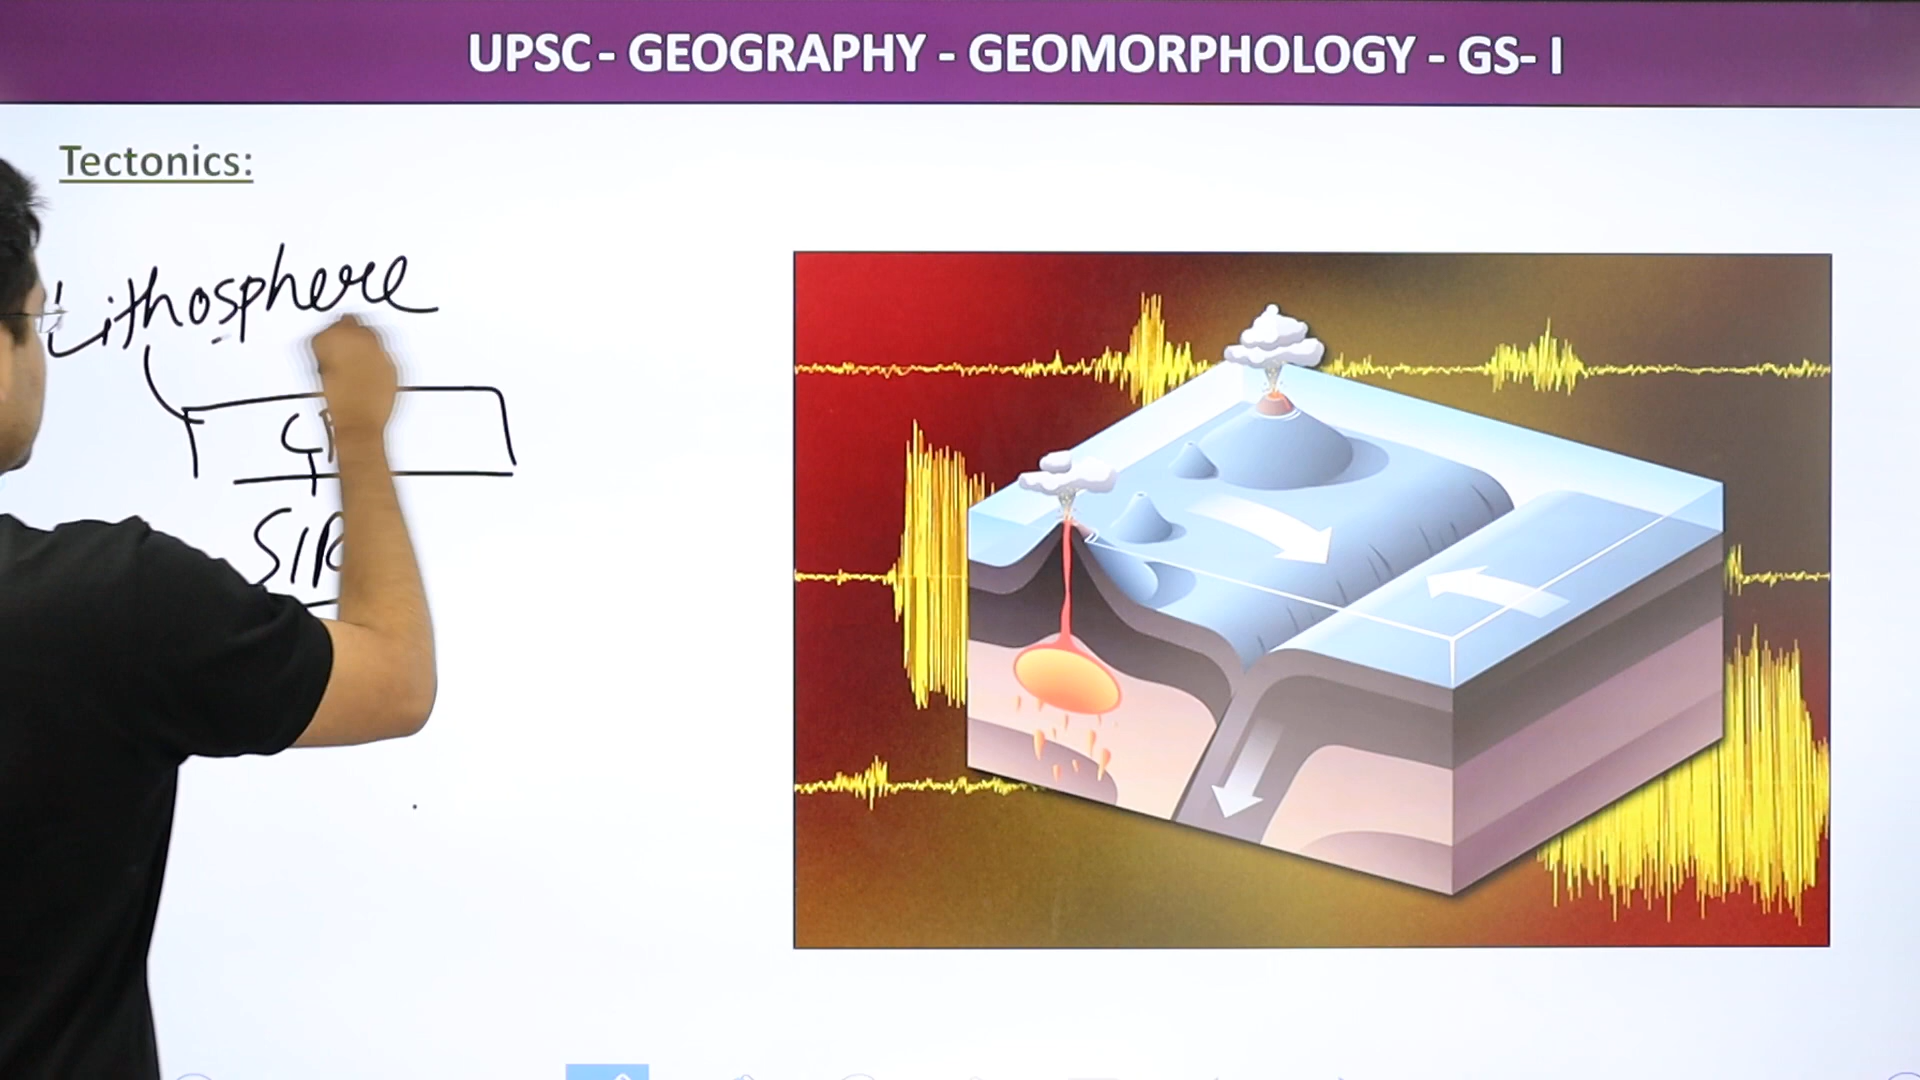 UPSC - GEOGRAPHY - GEOMORPHOLOGY - GS- I
Tectonics:
Lithosphere